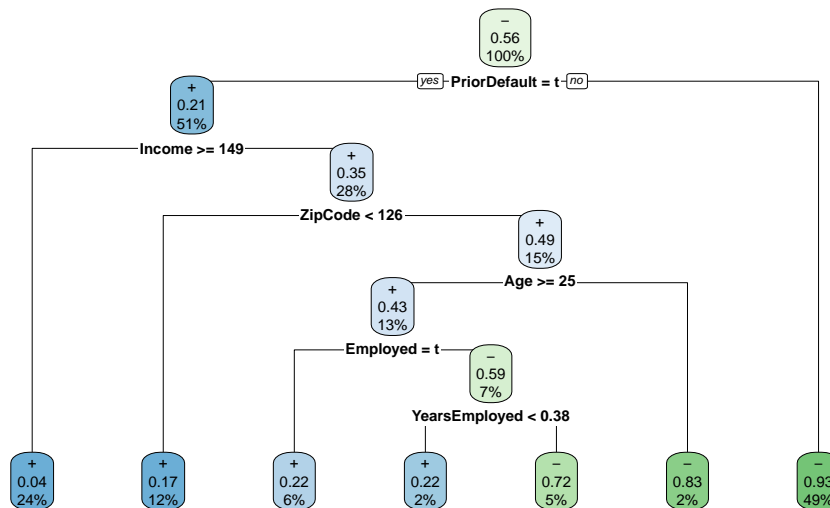 −
0.56
100%
yes PriorDefault = t no
+
0.21
51%
Income >= 149
+
0.35
28%
ZipCode < 126
+
0.49
15%
Age >= 25
+
0.43
13%
Employed = t
−
0.59
7%
YearsEmployed < 0.38
+ + + + − − −
0.04 0.17 0.22 0.22 0.72 0.83 0.93
24% 12% 6% 2% 5% 2% 49%